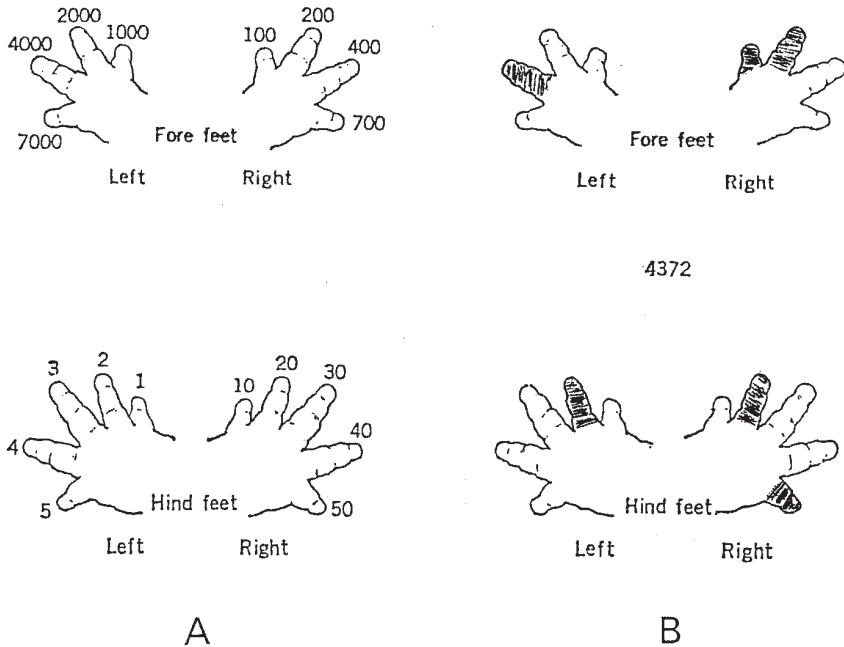 2000 1000
4000
7000
100 200
400
700
Fore feet
Left Right
Fore feet
Left Right
4372
3 2 1
4
5
10 20 30
40
50
Hind feet
Left Right
Hind feet
Left Right
A
B